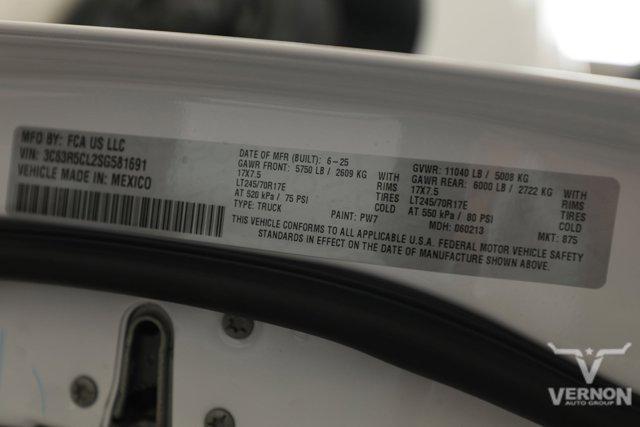 MFD BY: FCA US LLC
VIN: 3C63R5CL2SG581691
VEHICLE MADE IN: MEXICO
DATE OF MFR (BUILT): 6-25
GAWR FRONT: 5750 LB / 2609 KG WITH
17X7.5 RIMS
LT245/70R17E TIRES
AT 520 kPa / 75 PSI COLD
TYPE: TRUCK PAINT: PW7
GVWR: 11040 LB / 5008 KG
GAWR REAR: 6000 LB / 2722 KG WITH
17X7.5 RIMS
LT245/70R17E TIRES
AT 550 kPa / 80 PSI COLD
MDH: 060213 MKT: 875
THIS VEHICLE CONFORMS TO ALL APPLICABLE U.S.A. FEDERAL MOTOR VEHICLE SAFETY
STANDARDS IN EFFECT ON THE DATE OF MANUFACTURE SHOWN ABOVE.
VERNON
AUTO GROUP